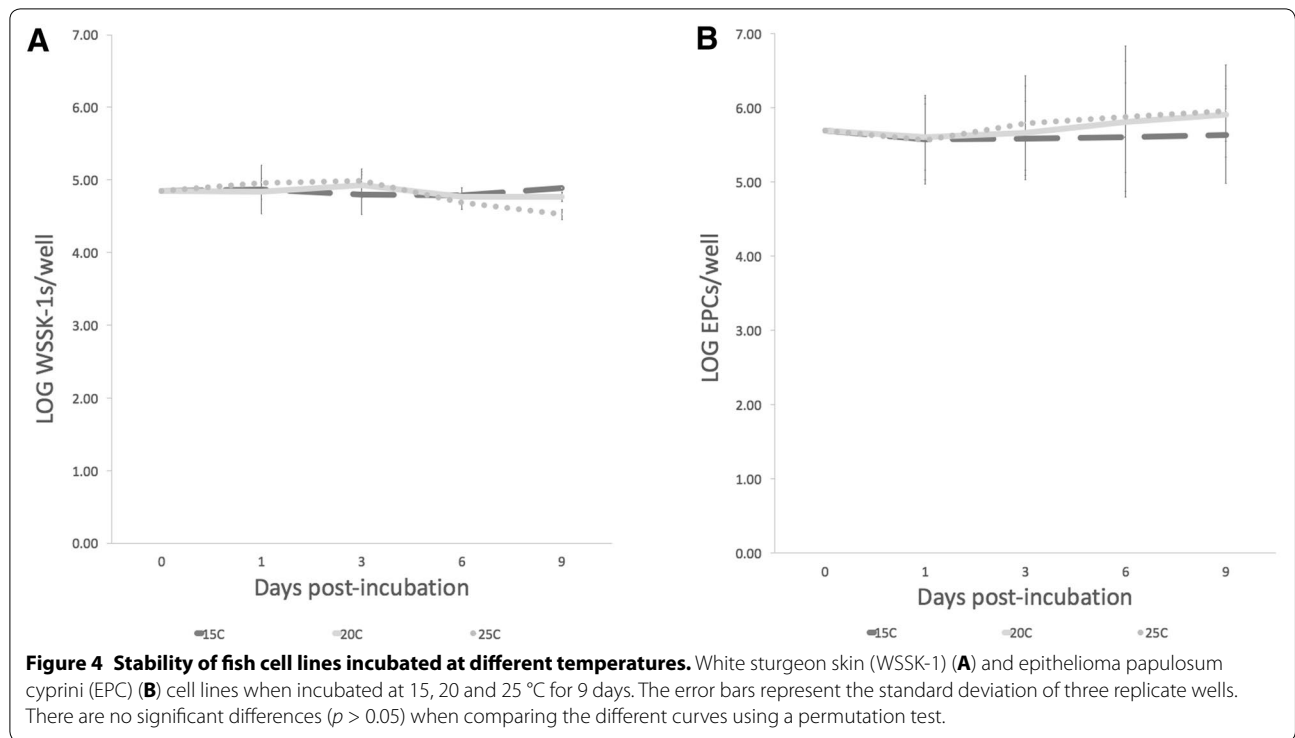 A
7.00
6.00
5.00
4.00
3.00
2.00
1.00
0.00
LOG WSSK-1s/well
0 1 3 6 9
Days post-incubation
15C 20C 25C
B
7.00
6.00
5.00
4.00
3.00
2.00
1.00
0.00
LOG EPCs/well
0 1 3 6 9
Days post-incubation
15C 20C 25C
Figure 4 Stability of fish cell lines incubated at different temperatures. White sturgeon skin (WSSK-1) (A) and epithelioma papulosum
cyprini (EPC) (B) cell lines when incubated at 15, 20 and 25 °C for 9 days. The error bars represent the standard deviation of three replicate wells.
There are no significant differences (p > 0.05) when comparing the different curves using a permutation test.